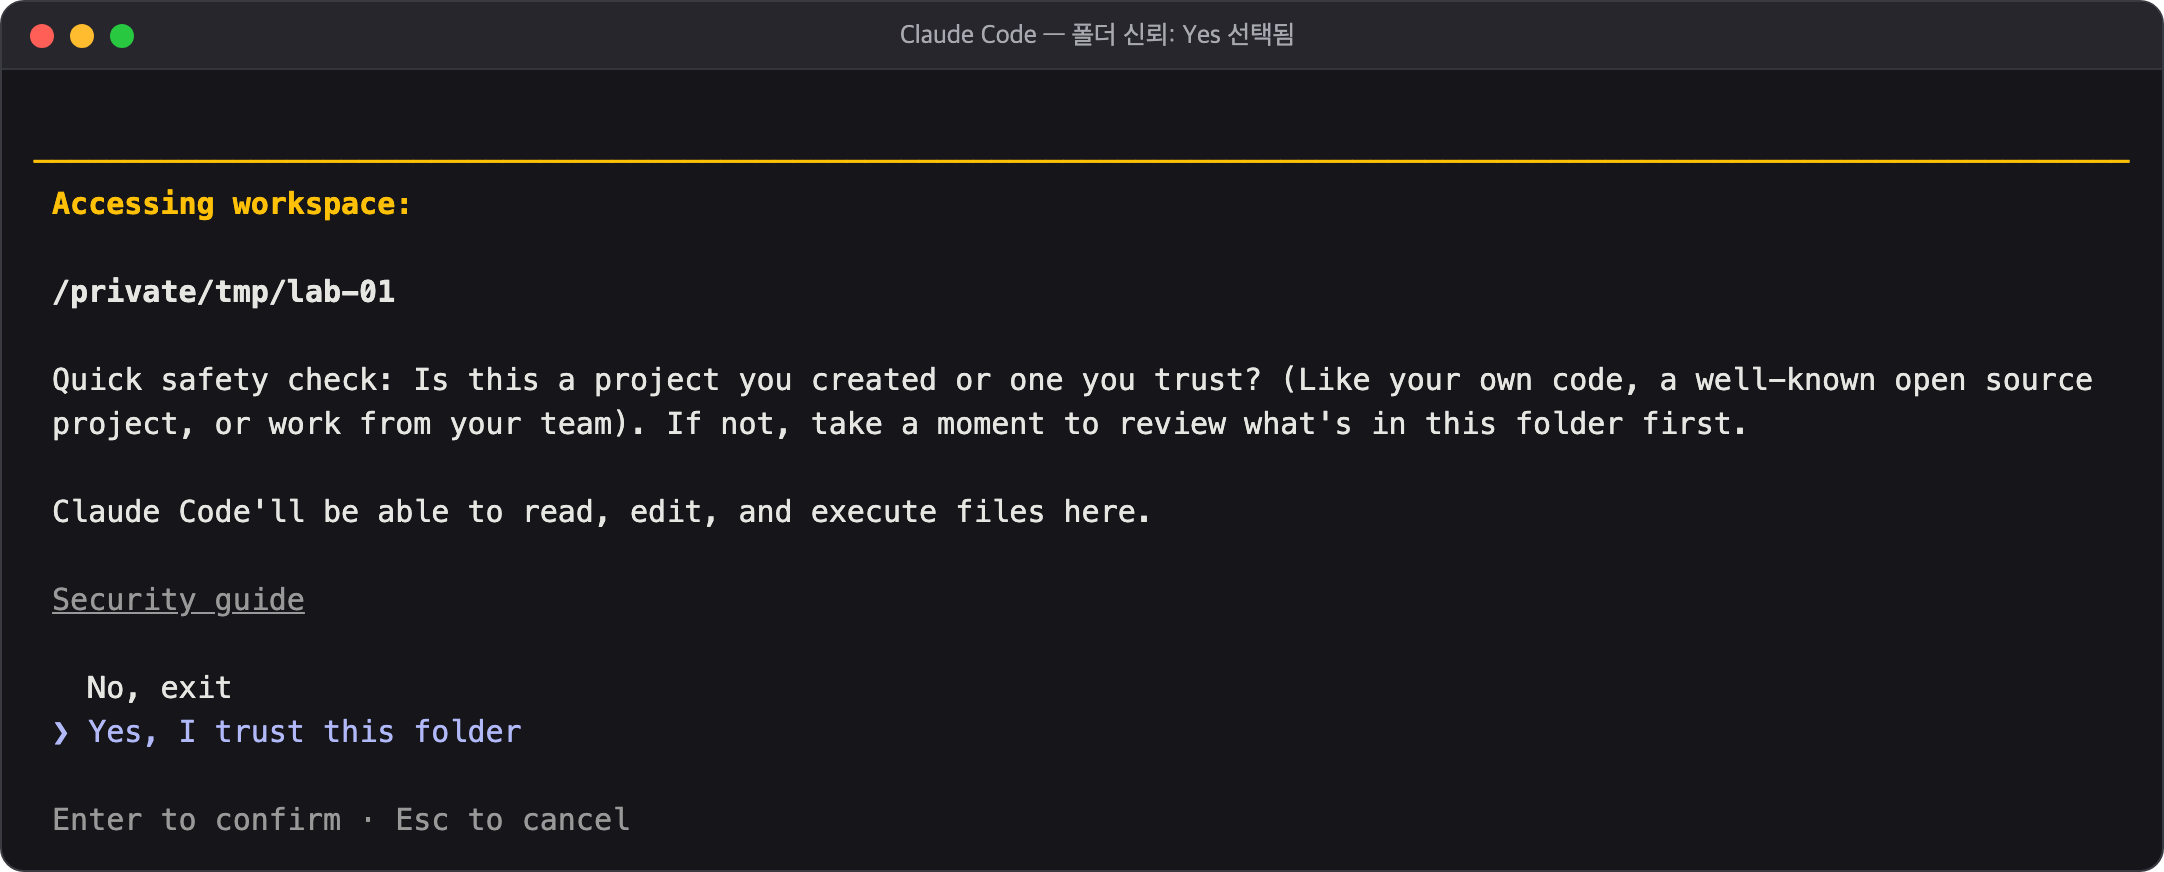 Claude Code — 폴더 신뢰: Yes 선택됨
Accessing workspace:
/private/tmp/lab-01
Quick safety check: Is this a project you created or one you trust? (Like your own code, a well-known open source
project, or work from your team). If not, take a moment to review what's in this folder first.
Claude Code'll be able to read, edit, and execute files here.
Security guide
No, exit
❯ Yes, I trust this folder
Enter to confirm · Esc to cancel